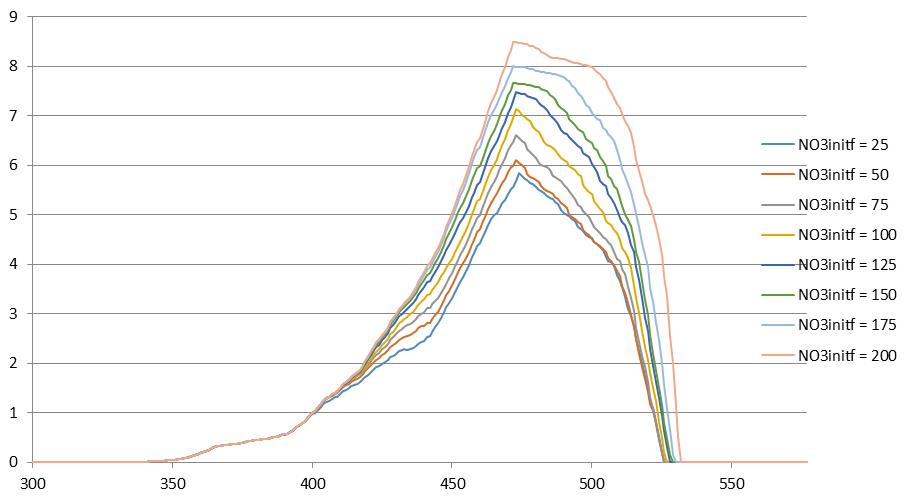 9
8
7
6
5
4
3
2
1
0
300 350 400 450 500 550
NO3initf = 25
NO3initf = 50
NO3initf = 75
NO3initf = 100
NO3initf = 125
NO3initf = 150
NO3initf = 175
NO3initf = 200